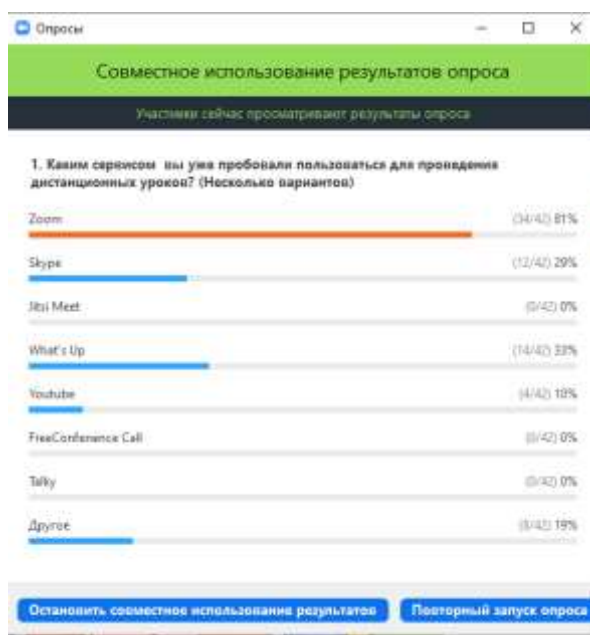 Опросы
Совместное использование результатов опроса
Участники сейчас просматривают результаты опроса
1. Каким сервисом вы уже пробовали пользоваться для проведения
дистанционных уроков? (Несколько вариантов)
Zoom (34/42) 81%
Skype (12/42) 29%
Jitsi Meet (0/42) 0%
What's Up (14/42) 33%
Youtube (4/42) 10%
FreeConference Call (0/42) 0%
Talky (0/42) 0%
Другое (8/42) 19%
Остановить совместное использование результатов Повторный запуск опроса